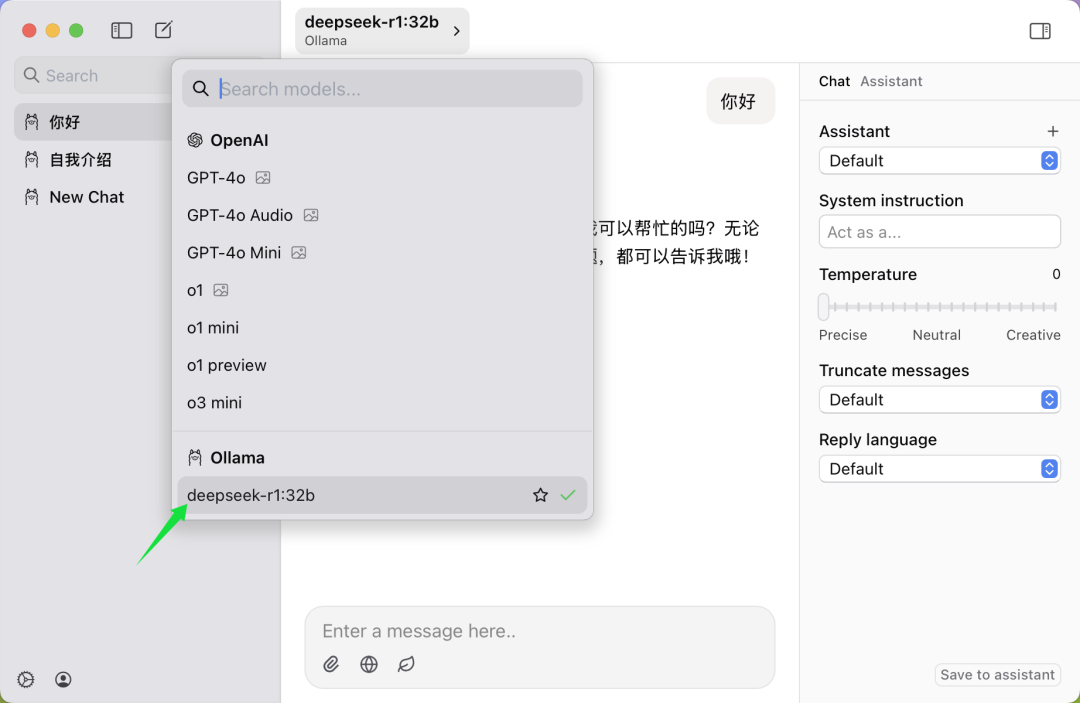 deepseek-r1:32b
Ollama
Search
你好
自我介绍
New Chat
Search models...
OpenAI
GPT-4o
GPT-4o Audio
GPT-4o Mini
o1
o1 mini
o1 preview
o3 mini
Ollama
deepseek-r1:32b
你好
可以帮忙的吗？无论
，都可以告诉我哦！
Enter a message here..
Chat Assistant
Assistant
Default
System instruction
Act as a...
Temperature 0
Precise Neutral Creative
Truncate messages
Default
Reply language
Default
Save to assistant